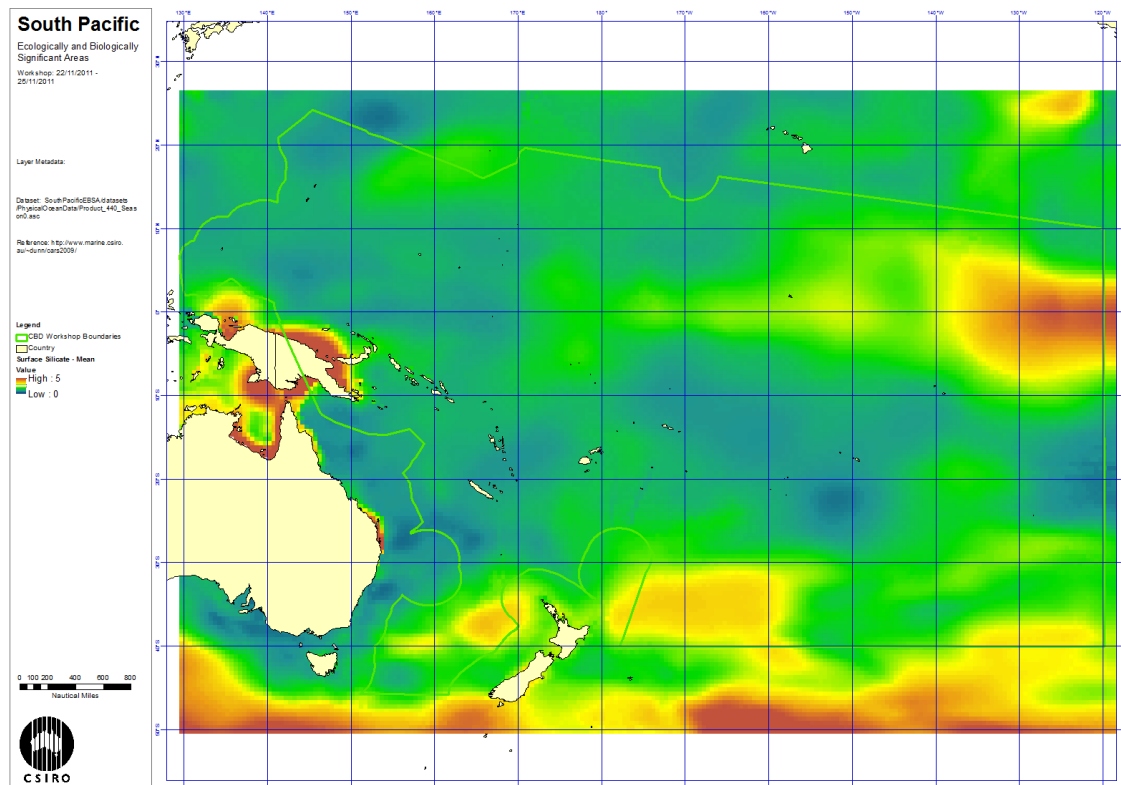 South Pacific
Ecologically and Biologically
Significant Areas
Workshop: 22/11/2011 -
25/11/2011
Layer Metadata:
Dataset: SouthPacificEBSA/datasets
/PhysicalOceanData/Product_440_Seas
on0.asc
Reference: http://www.marine.csiro.
au/~dunn/cars2009/
Legend
CBD Workshop Boundaries
Country
Surface Silicate - Mean
Value
High : 5
Low : 0
0 100 200 400 600 800
Nautical Miles
CSIRO
130°E 140°E 150°E 160°E 170°E 180° 170°W 160°W 150°W 140°W 130°W 120°W